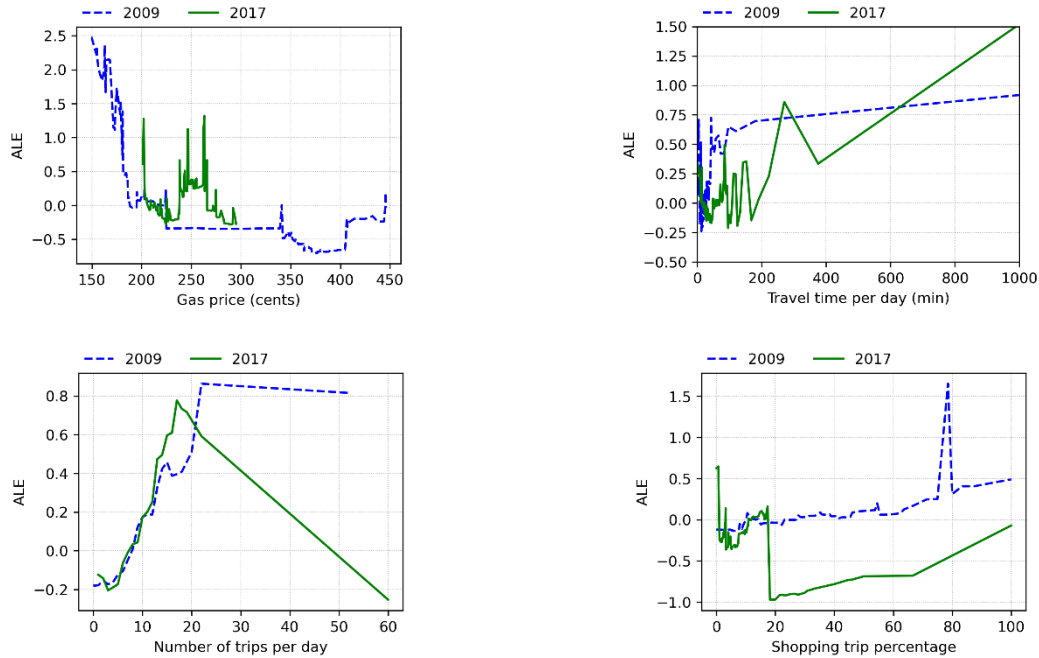 2009 2017
2.5
2.0
1.5
1.0
0.5
0.0
−0.5
ALE
150 200 250 300 350 400 450
Gas price (cents)
2009 2017
1.50
1.25
1.00
0.75
0.50
0.25
0.00
−0.25
−0.50
ALE
0 200 400 600 800 1000
Travel time per day (min)
2009 2017
0.8
0.6
0.4
0.2
0.0
−0.2
ALE
0 10 20 30 40 50 60
Number of trips per day
2009 2017
1.5
1.0
0.5
0.0
−0.5
−1.0
ALE
0 20 40 60 80 100
Shopping trip percentage